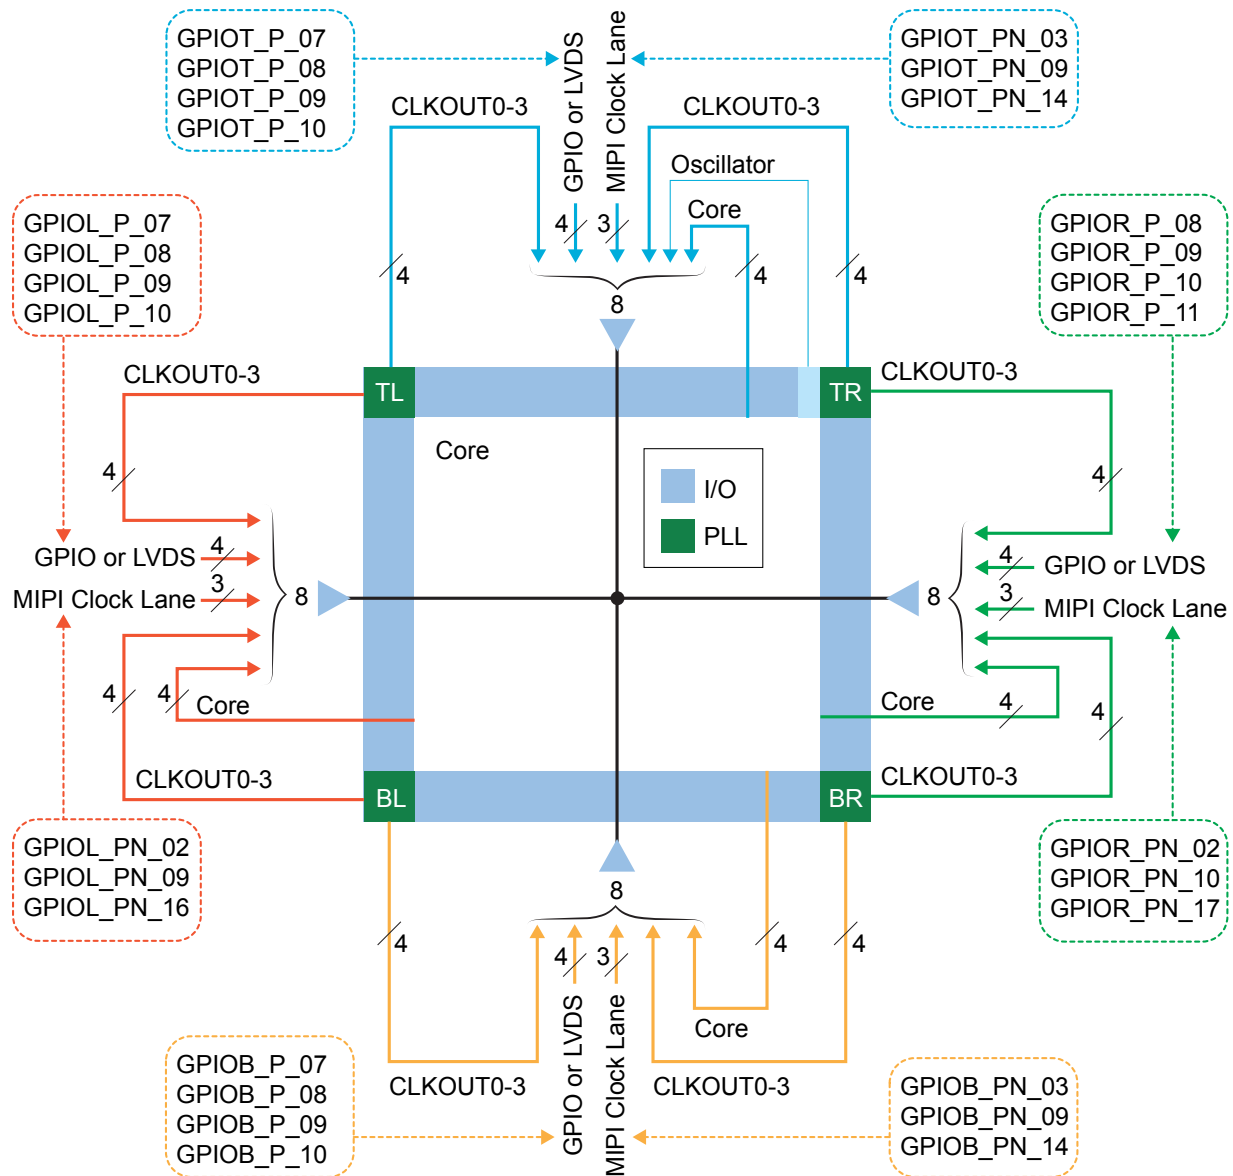 GPIOT_P_07
GPIOT_P_08
GPIOT_P_09
GPIOT_P_10
GPIO or LVDS
MIPI Clock Lane
GPIOT_PN_03
GPIOT_PN_09
GPIOT_PN_14
CLKOUT0-3
CLKOUT0-3
Oscillator
Core
4
3
4
4
4
8
GPIOL_P_07
GPIOL_P_08
GPIOL_P_09
GPIOL_P_10
GPIOR_P_08
GPIOR_P_09
GPIOR_P_10
GPIOR_P_11
CLKOUT0-3
TL
TR
CLKOUT0-3
Core
I/O
PLL
4
4
GPIO or LVDS
4
MIPI Clock Lane
3
8
8
4
GPIO or LVDS
3
MIPI Clock Lane
4
4
Core
Core
4
4
CLKOUT0-3
BL
BR
CLKOUT0-3
GPIOL_PN_02
GPIOL_PN_09
GPIOL_PN_16
GPIOR_PN_02
GPIOR_PN_10
GPIOR_PN_17
8
4
4
3
4
4
GPIO or LVDS
MIPI Clock Lane
Core
CLKOUT0-3
CLKOUT0-3
GPIOB_P_07
GPIOB_P_08
GPIOB_P_09
GPIOB_P_10
GPIOB_PN_03
GPIOB_PN_09
GPIOB_PN_14